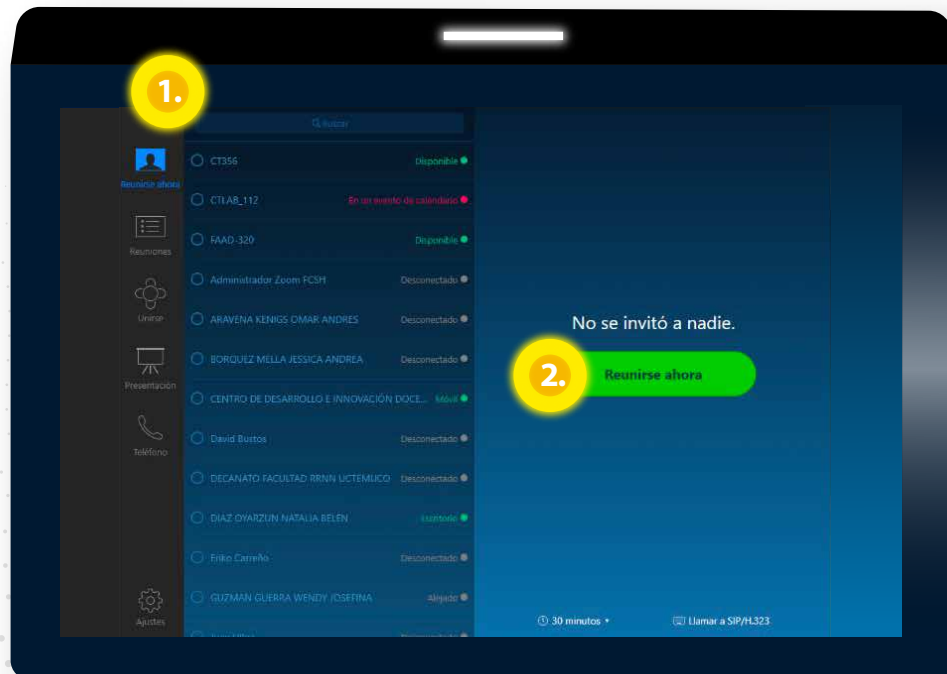 1.
Buscar
Reunirse ahora
Reuniones
Unirse
Presentación
Teléfono
Ajustes
CT356 Disponible
CTLAB_112 En un evento de calendario
FAAD-320 Disponible
Administrador Zoom FCSH Desconectado
ARAVENA KENIGS OMAR ANDRES Desconectado
BORQUEZ MELLA JESSICA ANDREA Desconectado
CENTRO DE DESARROLLO E INNOVACIÓN DOCE... Móvil
David Bustos Desconectado
DECANATO FACULTAD RRNN UCTEMUCO Desconectado
DIAZ OYARZUN NATALIA BELEN Escritorio
Eriko Carreño Desconectado
GUZMAN GUERRA WENDY JOSEFINA Alejado
No se invitó a nadie.
2.
Reunirse ahora
30 minutos
Llamar a SIP/H.323